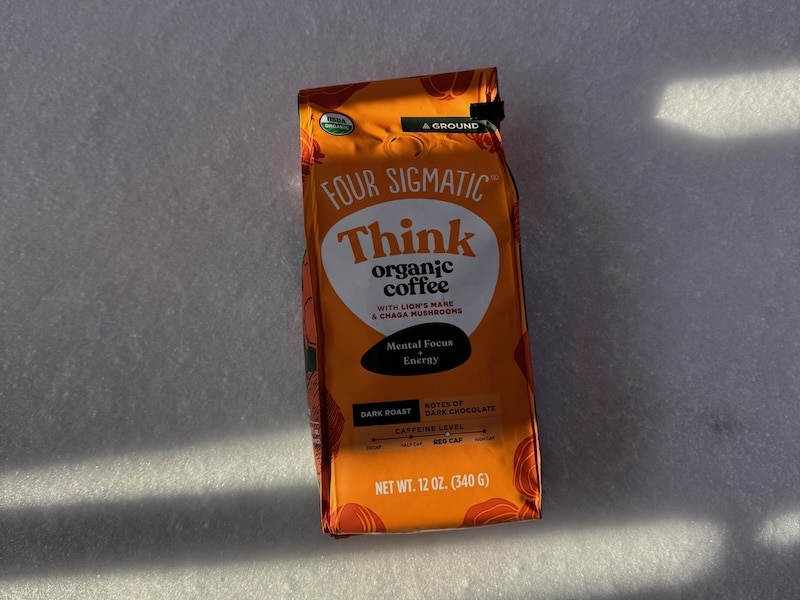 USDA
ORGANIC
GROUND
FOUR SIGMATIC®
Think
organic
coffee
WITH LION'S MANE
& CHAGA MUSHROOMS
Mental Focus
+
Energy
DARK ROAST
NOTES OF
DARK CHOCOLATE
CAFFEINE LEVEL
DECAF HALF CAF REG CAF HIGH CAF
NET WT. 12 OZ. (340 G)